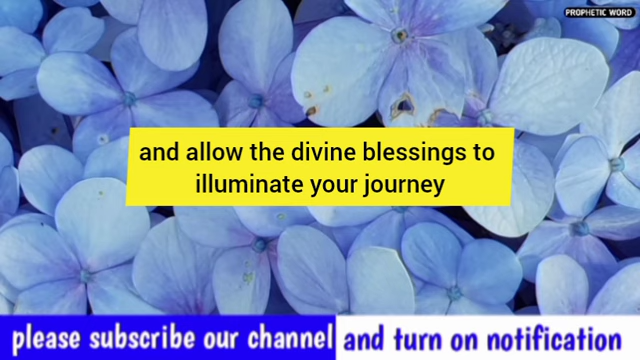 PROPHETIC WORD
and allow the divine blessings to
illuminate your journey
please subscribe our channel and turn on notification